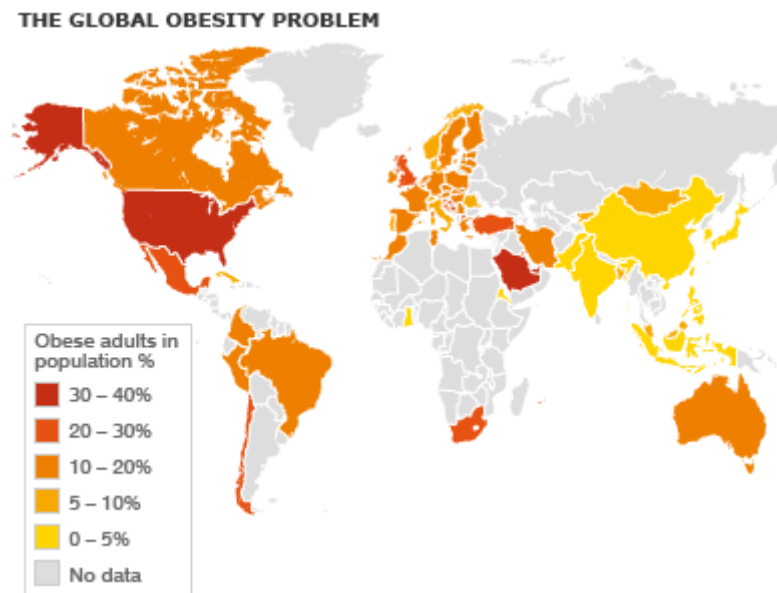 THE GLOBAL OBESITY PROBLEM
Obese adults in
population %
30 – 40%
20 – 30%
10 – 20%
5 – 10%
0 – 5%
No data